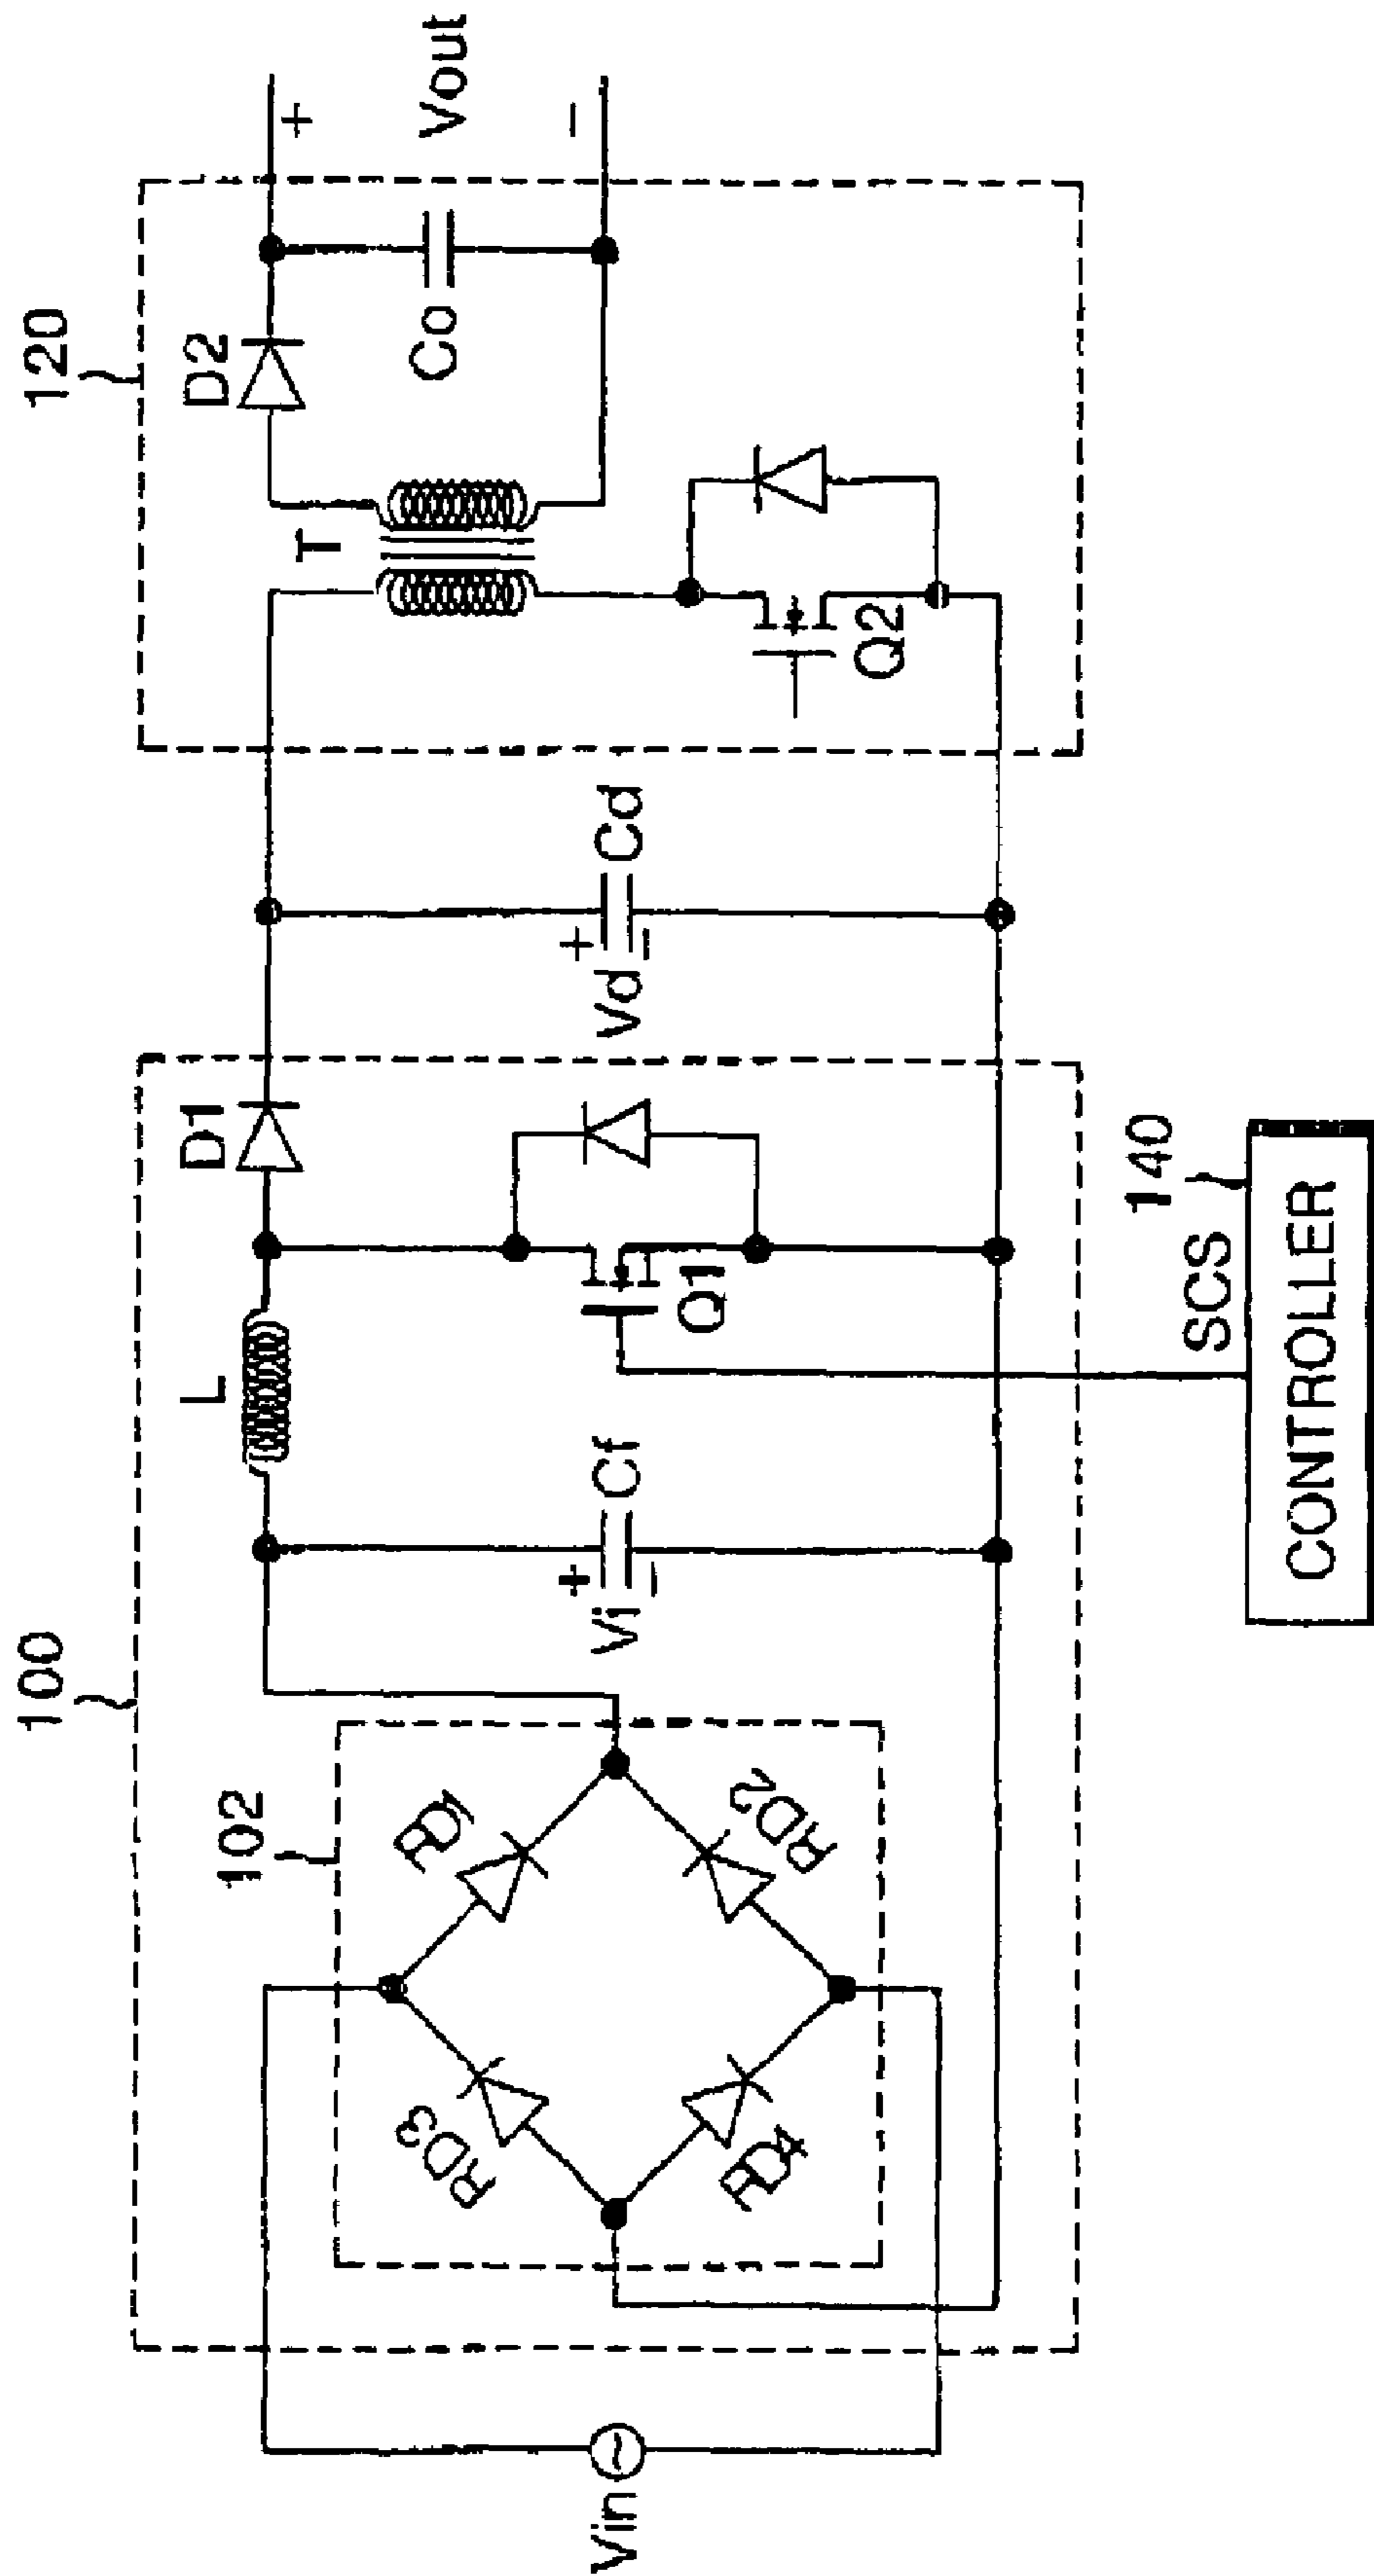 100
120
102
RD1
RD2
RD3
RD4
Vin
Vi
+
−
Cf
L
D1
Q1
Vd
+
−
Cd
T
D2
Q2
Co
+
Vout
−
SCS
140
CONTROLLER